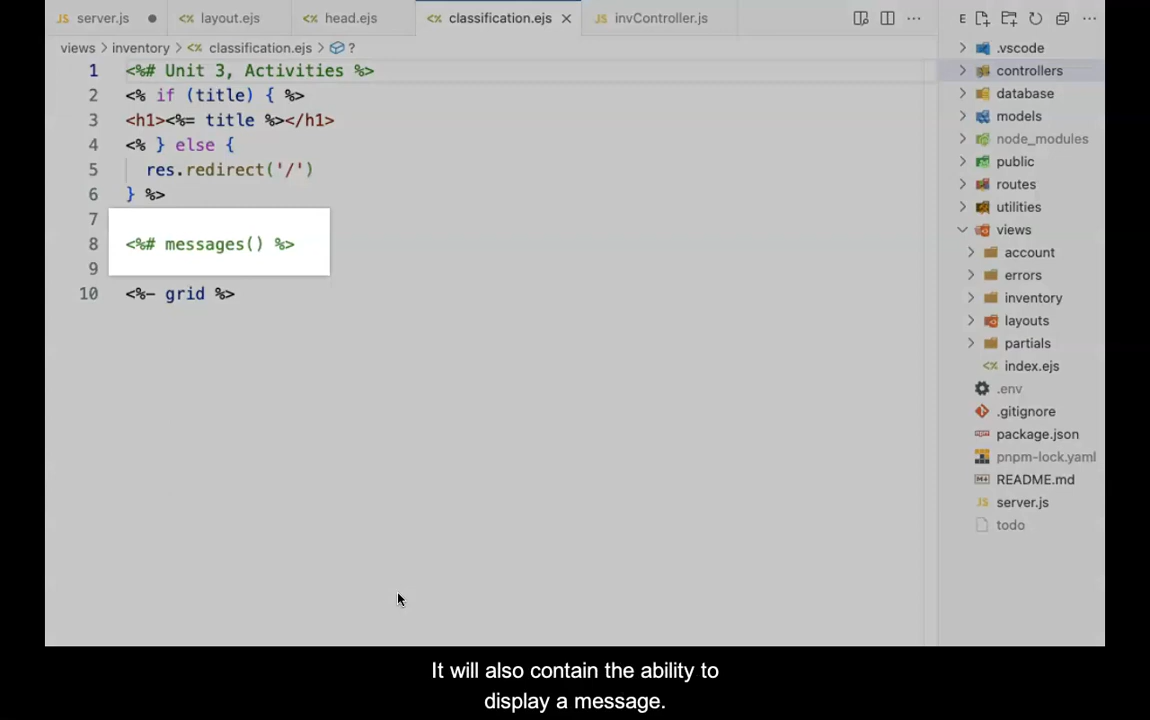 server.js
layout.ejs
head.ejs
classification.ejs
invController.js
views > inventory > classification.ejs > ?
1 <%# Unit 3, Activities %>
2 <% if (title) { %>
3 <h1><%= title %></h1>
4 <% } else {
5 res.redirect('/')
6 } %>
7
8 <%# messages() %>
9
10 <%- grid %>
E
.vscode
controllers
database
models
node_modules
public
routes
utilities
views
account
errors
inventory
layouts
partials
index.ejs
.env
.gitignore
package.json
pnpm-lock.yaml
README.md
server.js
todo
It will also contain the ability to
display a message.